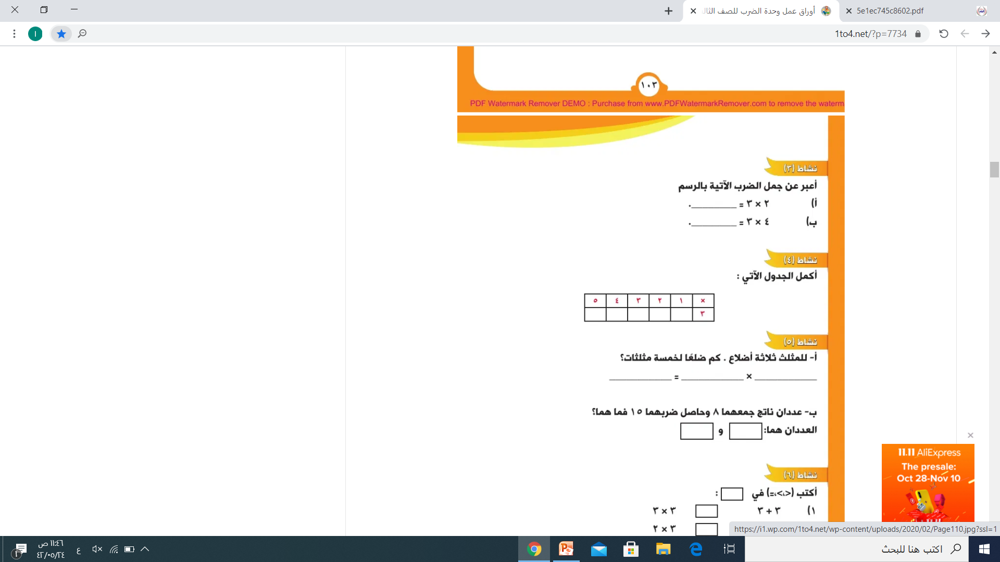 أوراق عمل وحدة الضرب للصف الثال
5e1ec745c8602.pdf
1to4.net/?p=7734
I
١٠٣
PDF Watermark Remover DEMO : Purchase from www.PDFWatermarkRemover.com to remove the waterm
نشاط (٣)
أعبر عن جمل الضرب الآتية بالرسم
أ) ٢ × ٣ = ________.
ب) ٤ × ٣ = ________.
نشاط (٤)
أكمل الجدول الآتي :
× ١ ٢ ٣ ٤ ٥
٣
نشاط (٥)
أ- للمثلث ثلاثة أضلاع . كم ضلعًا لخمسة مثلثات؟
________ × ________ = ________
ب- عددان ناتج جمعهما ٨ وحاصل ضربهما ١٥ فما هما؟
العددان هما: و
نشاط (٦)
أكتب (<،>،=) في :
١) ٣ + ٣ ٣ × ٣
٣ × ٢
11.11 AliExpress
The presale:
Oct 28-Nov 10
https://i1.wp.com/1to4.net/wp-content/uploads/2020/02/Page110.jpg?ssl=1
اكتب هنا للبحث
ع
١١:٤٦ ص
٤٢/٠٥/٢٤
١